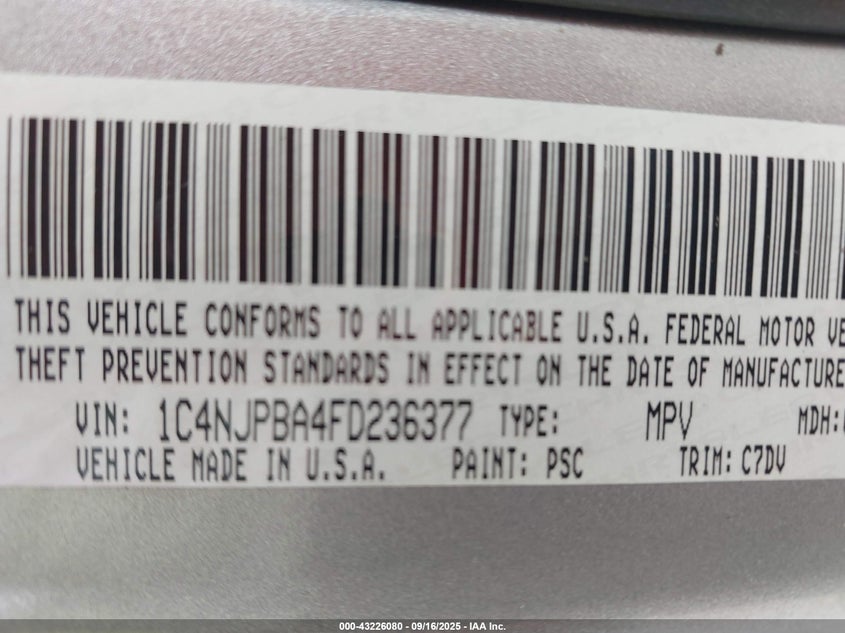 THIS VEHICLE CONFORMS TO ALL APPLICABLE U.S.A. FEDERAL MOTOR VE
THEFT PREVENTION STANDARDS IN EFFECT ON THE DATE OF MANUFACTURE
VIN: 1C4NJPBA4FD236377 TYPE: MPV MDH:
VEHICLE MADE IN U.S.A. PAINT: PSC TRIM: C7DV
000-43226080 - 09/16/2025 - IAA Inc.